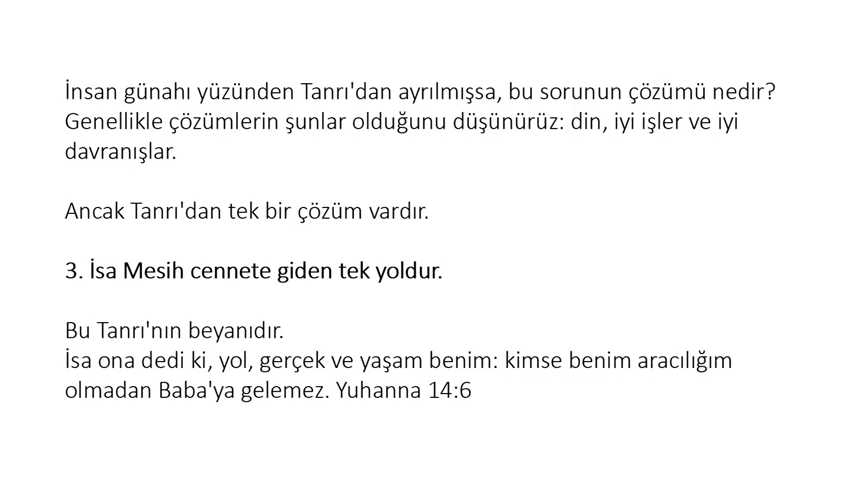 İnsan günahı yüzünden Tanrı'dan ayrılmışsa, bu sorunun çözümü nedir?
Genellikle çözümlerin şunlar olduğunu düşünürüz: din, iyi işler ve iyi
davranışlar.
Ancak Tanrı'dan tek bir çözüm vardır.
3. İsa Mesih cennete giden tek yoldur.
Bu Tanrı'nın beyanıdır.
İsa ona dedi ki, yol, gerçek ve yaşam benim: kimse benim aracılığım
olmadan Baba'ya gelemez. Yuhanna 14:6